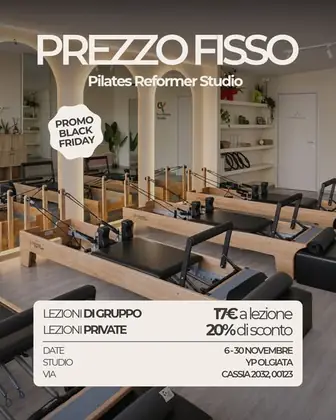 PREZZO FISSO
Pilates Reformer Studio
PROMO
BLACK
FRIDAY
LEZIONI DI GRUPPO 17€ a lezione
LEZIONI PRIVATE 20% di sconto
DATE 6 - 30 NOVEMBRE
STUDIO YP OLGIATA
VIA CASSIA 2032, 00123